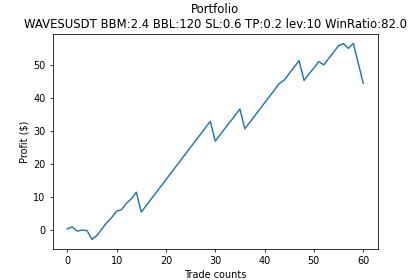 Portfolio
WAVESUSDT BBM:2.4 BBL:120 SL:0.6 TP:0.2 lev:10 WinRatio:82.0
Profit ($)
50
40
30
20
10
0
0 10 20 30 40 50 60
Trade counts